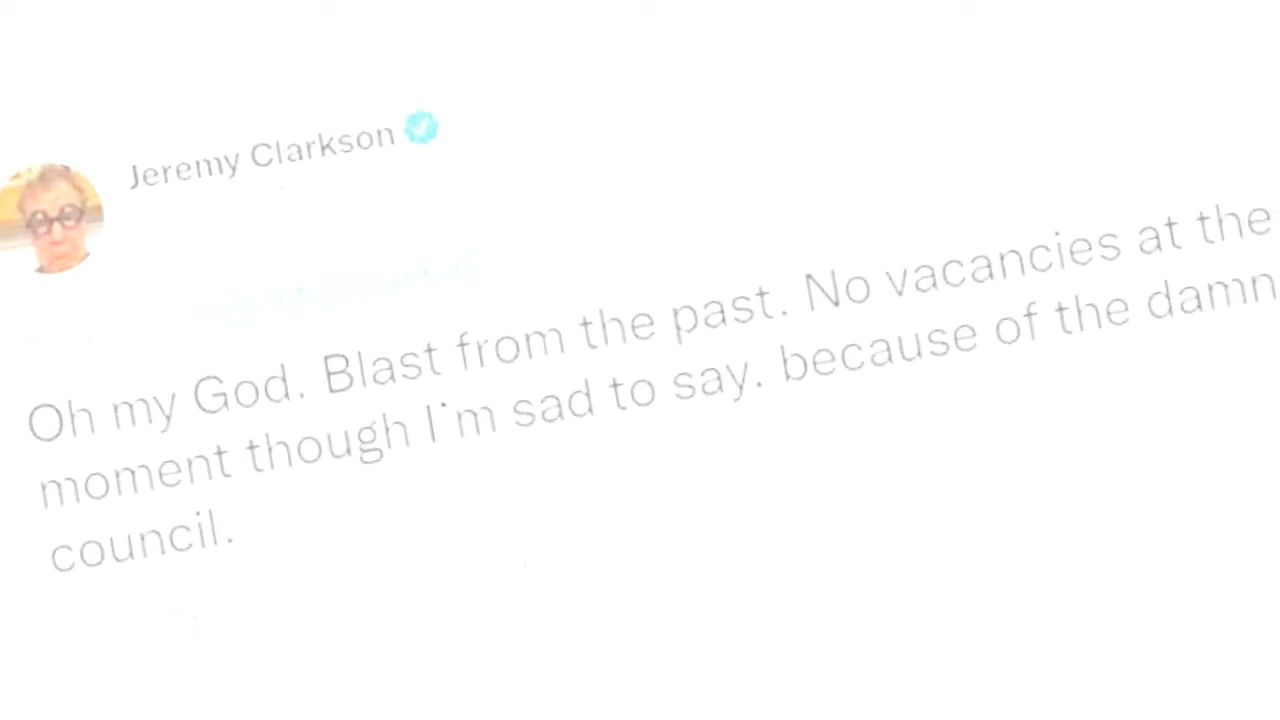 Jeremy Clarkson
Oh my God. Blast from the past. No vacancies at the
moment though I'm sad to say. because of the damn
council.